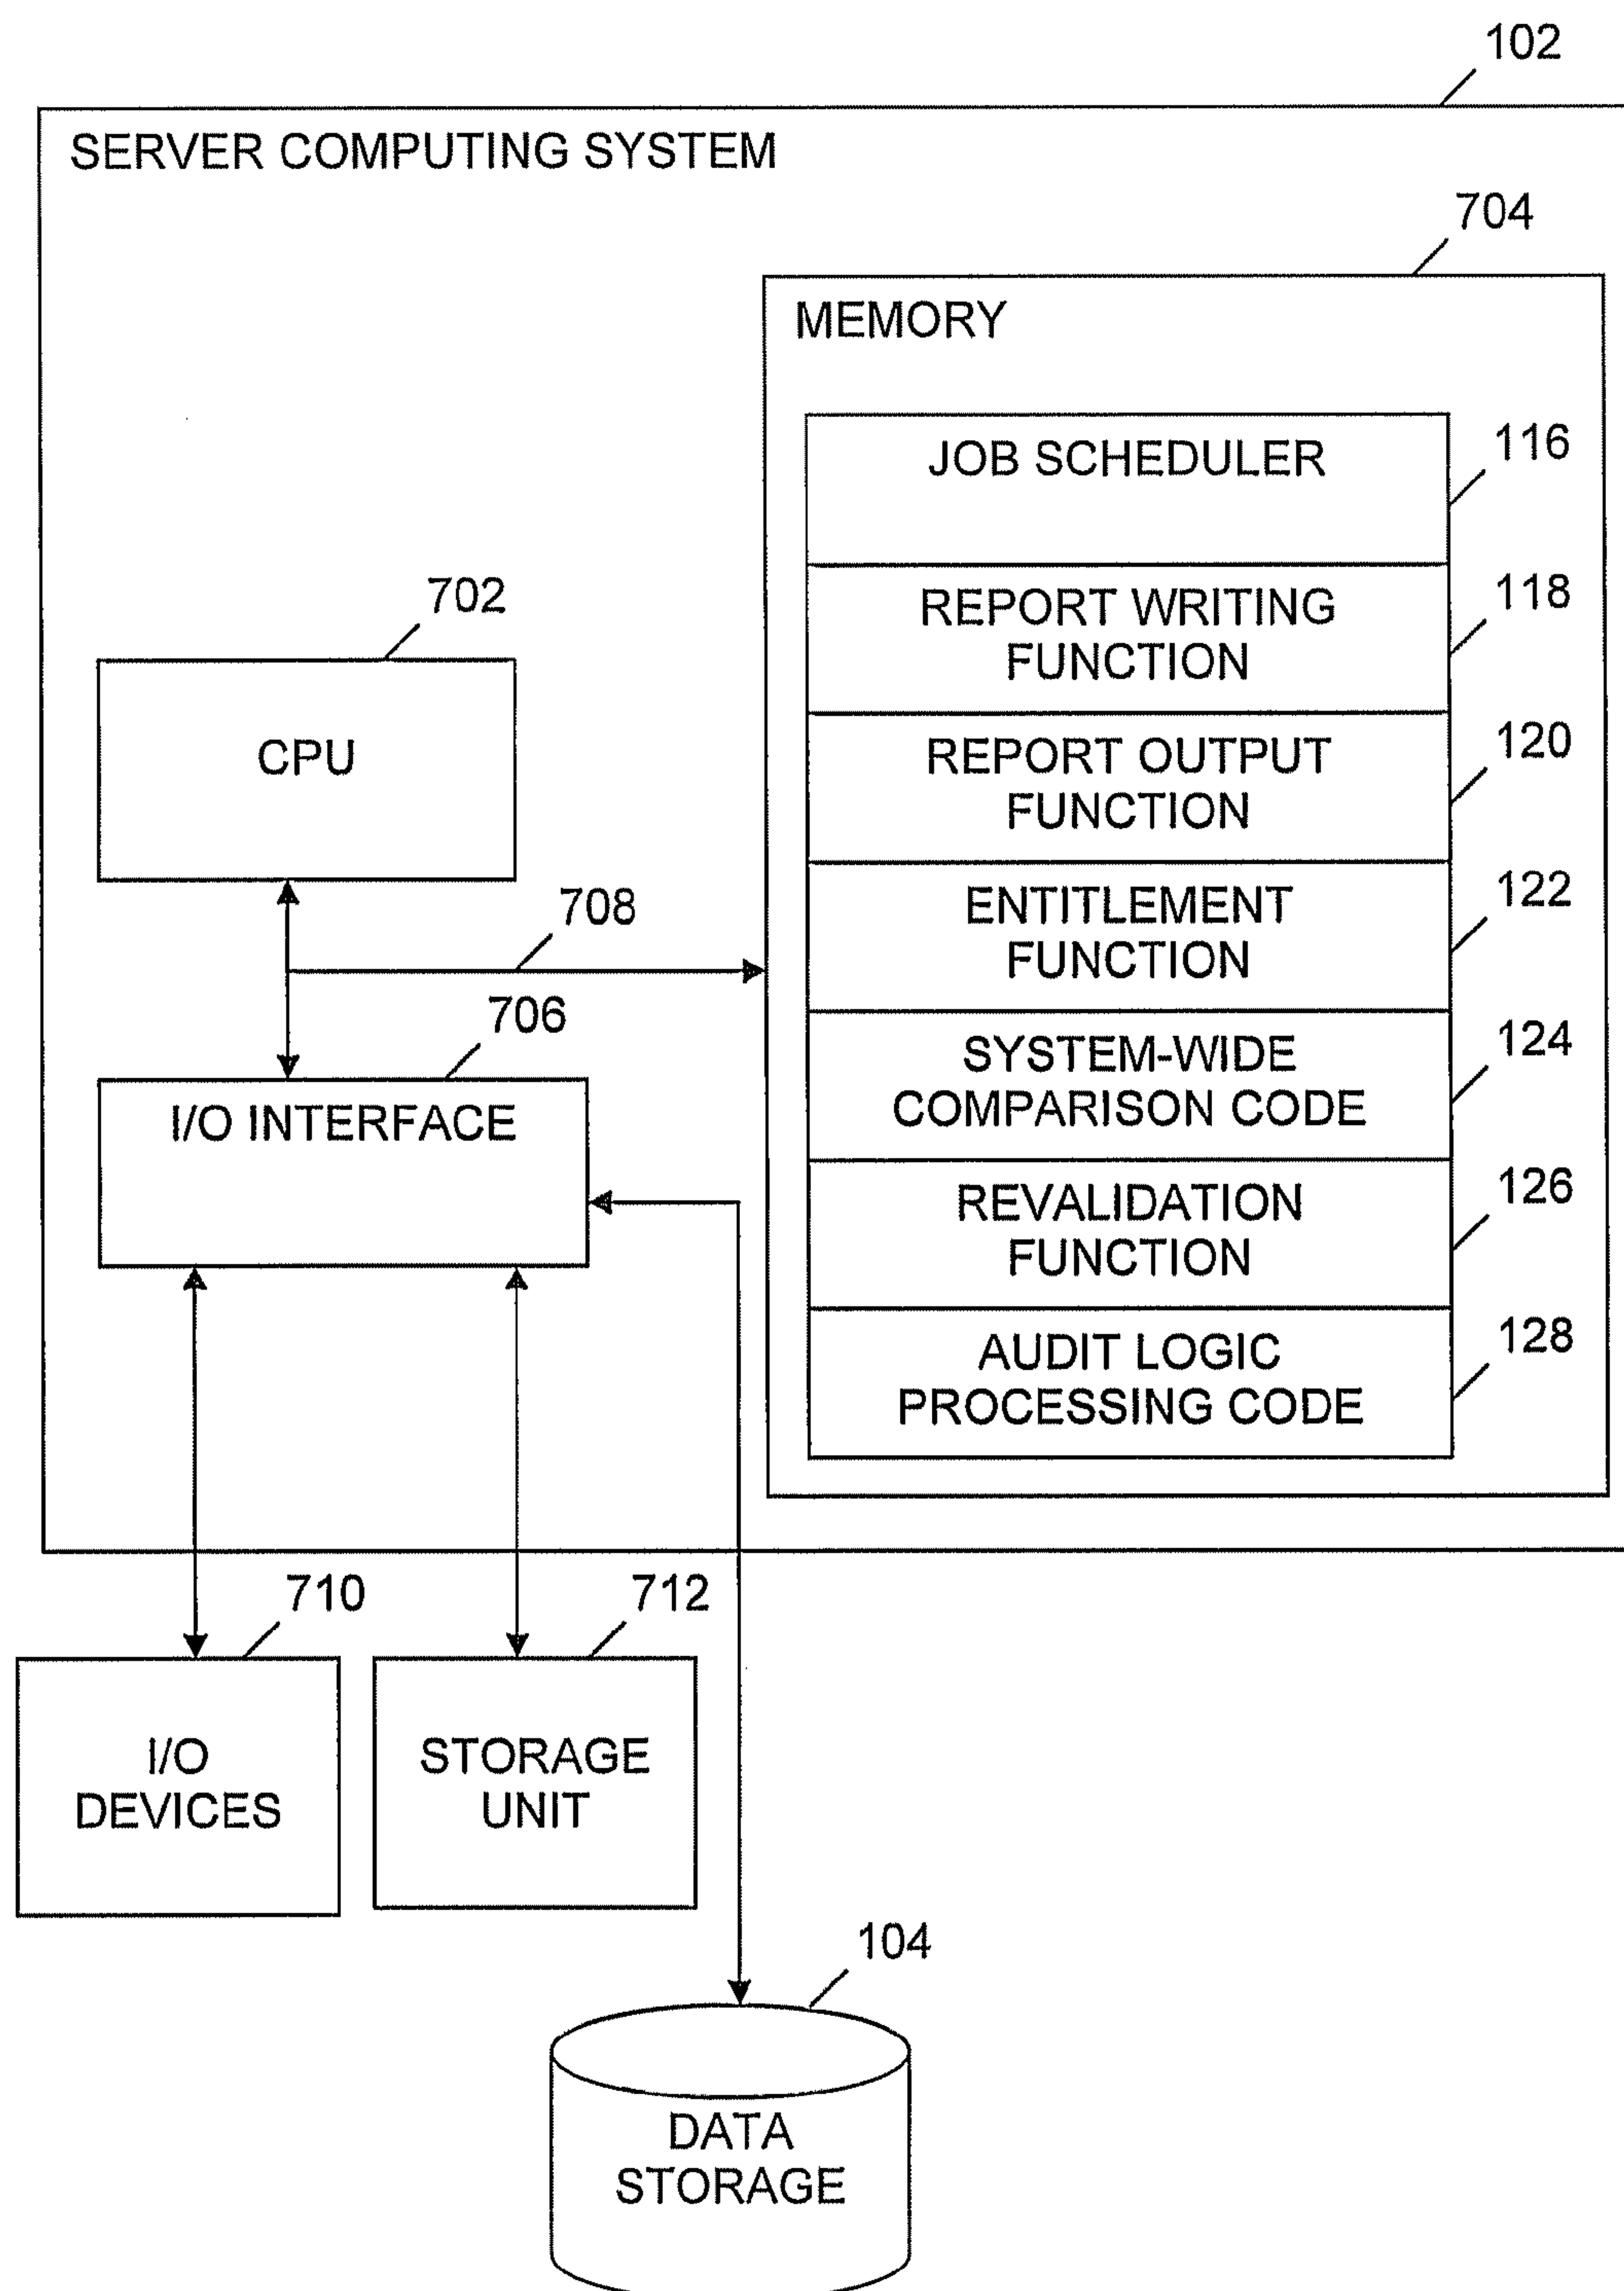 102
SERVER COMPUTING SYSTEM
704
MEMORY
JOB SCHEDULER
116
REPORT WRITING
FUNCTION
118
REPORT OUTPUT
FUNCTION
120
ENTITLEMENT
FUNCTION
122
SYSTEM-WIDE
COMPARISON CODE
124
REVALIDATION
FUNCTION
126
AUDIT LOGIC
PROCESSING CODE
128
702
CPU
708
706
I/O INTERFACE
710
I/O
DEVICES
712
STORAGE
UNIT
104
DATA
STORAGE